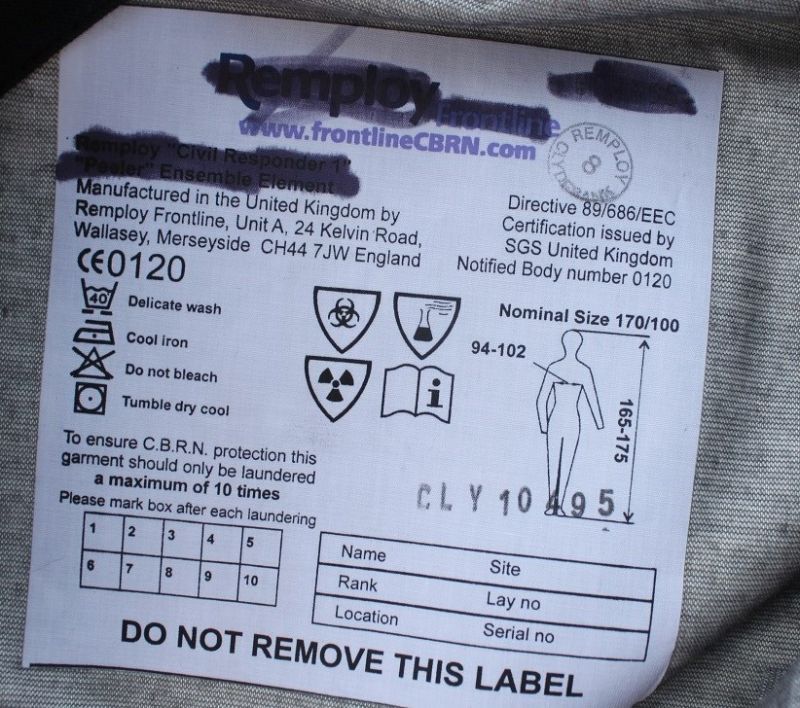 Remploy Frontline
www.frontlineCBRN.com
Remploy "Civil Responder 1"
"Peeler" Ensemble Element
Manufactured in the United Kingdom by
Remploy Frontline, Unit A, 24 Kelvin Road,
Wallasey, Merseyside CH44 7JW England
CE0120
REMPLOY
8
Directive 89/686/EEC
Certification issued by
SGS United Kingdom
Notified Body number 0120
40 Delicate wash
Cool iron
Do not bleach
Tumble dry cool
i
Nominal Size 170/100
94-102
165-175
To ensure C.B.R.N. protection this
garment should only be laundered
a maximum of 10 times
Please mark box after each laundering
1 2 3 4 5
6 7 8 9 10
CLY 10495
Name Site
Rank Lay no
Location Serial no
DO NOT REMOVE THIS LABEL